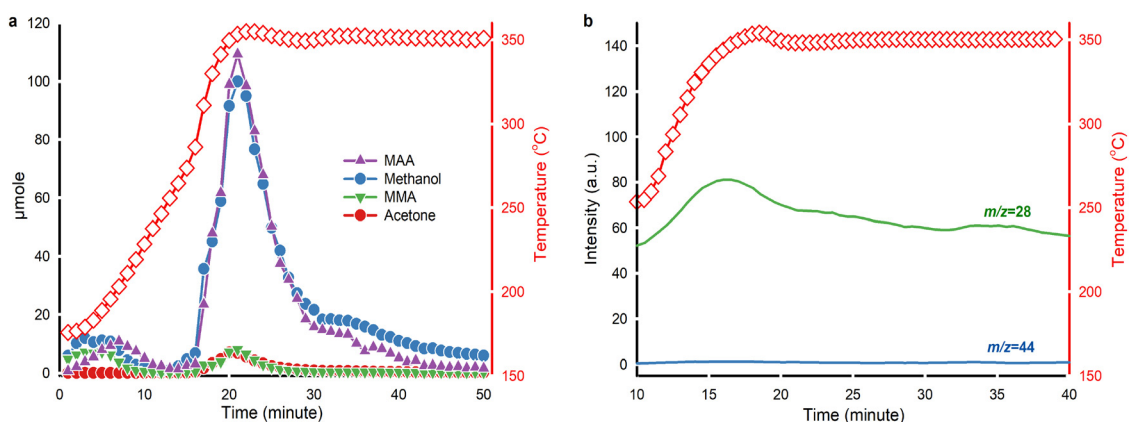 a
120
100
80
60
40
20
0
µmole
0
10
20
30
40
50
Time (minute)
350
300
250
200
150
Temperature (°C)
MAA
Methanol
MMA
Acetone
b
140
120
100
80
60
40
20
0
Intensity (a.u.)
10
15
20
25
30
35
40
Time (minute)
350
300
250
200
150
Temperature (°C)
m/z=28
m/z=44